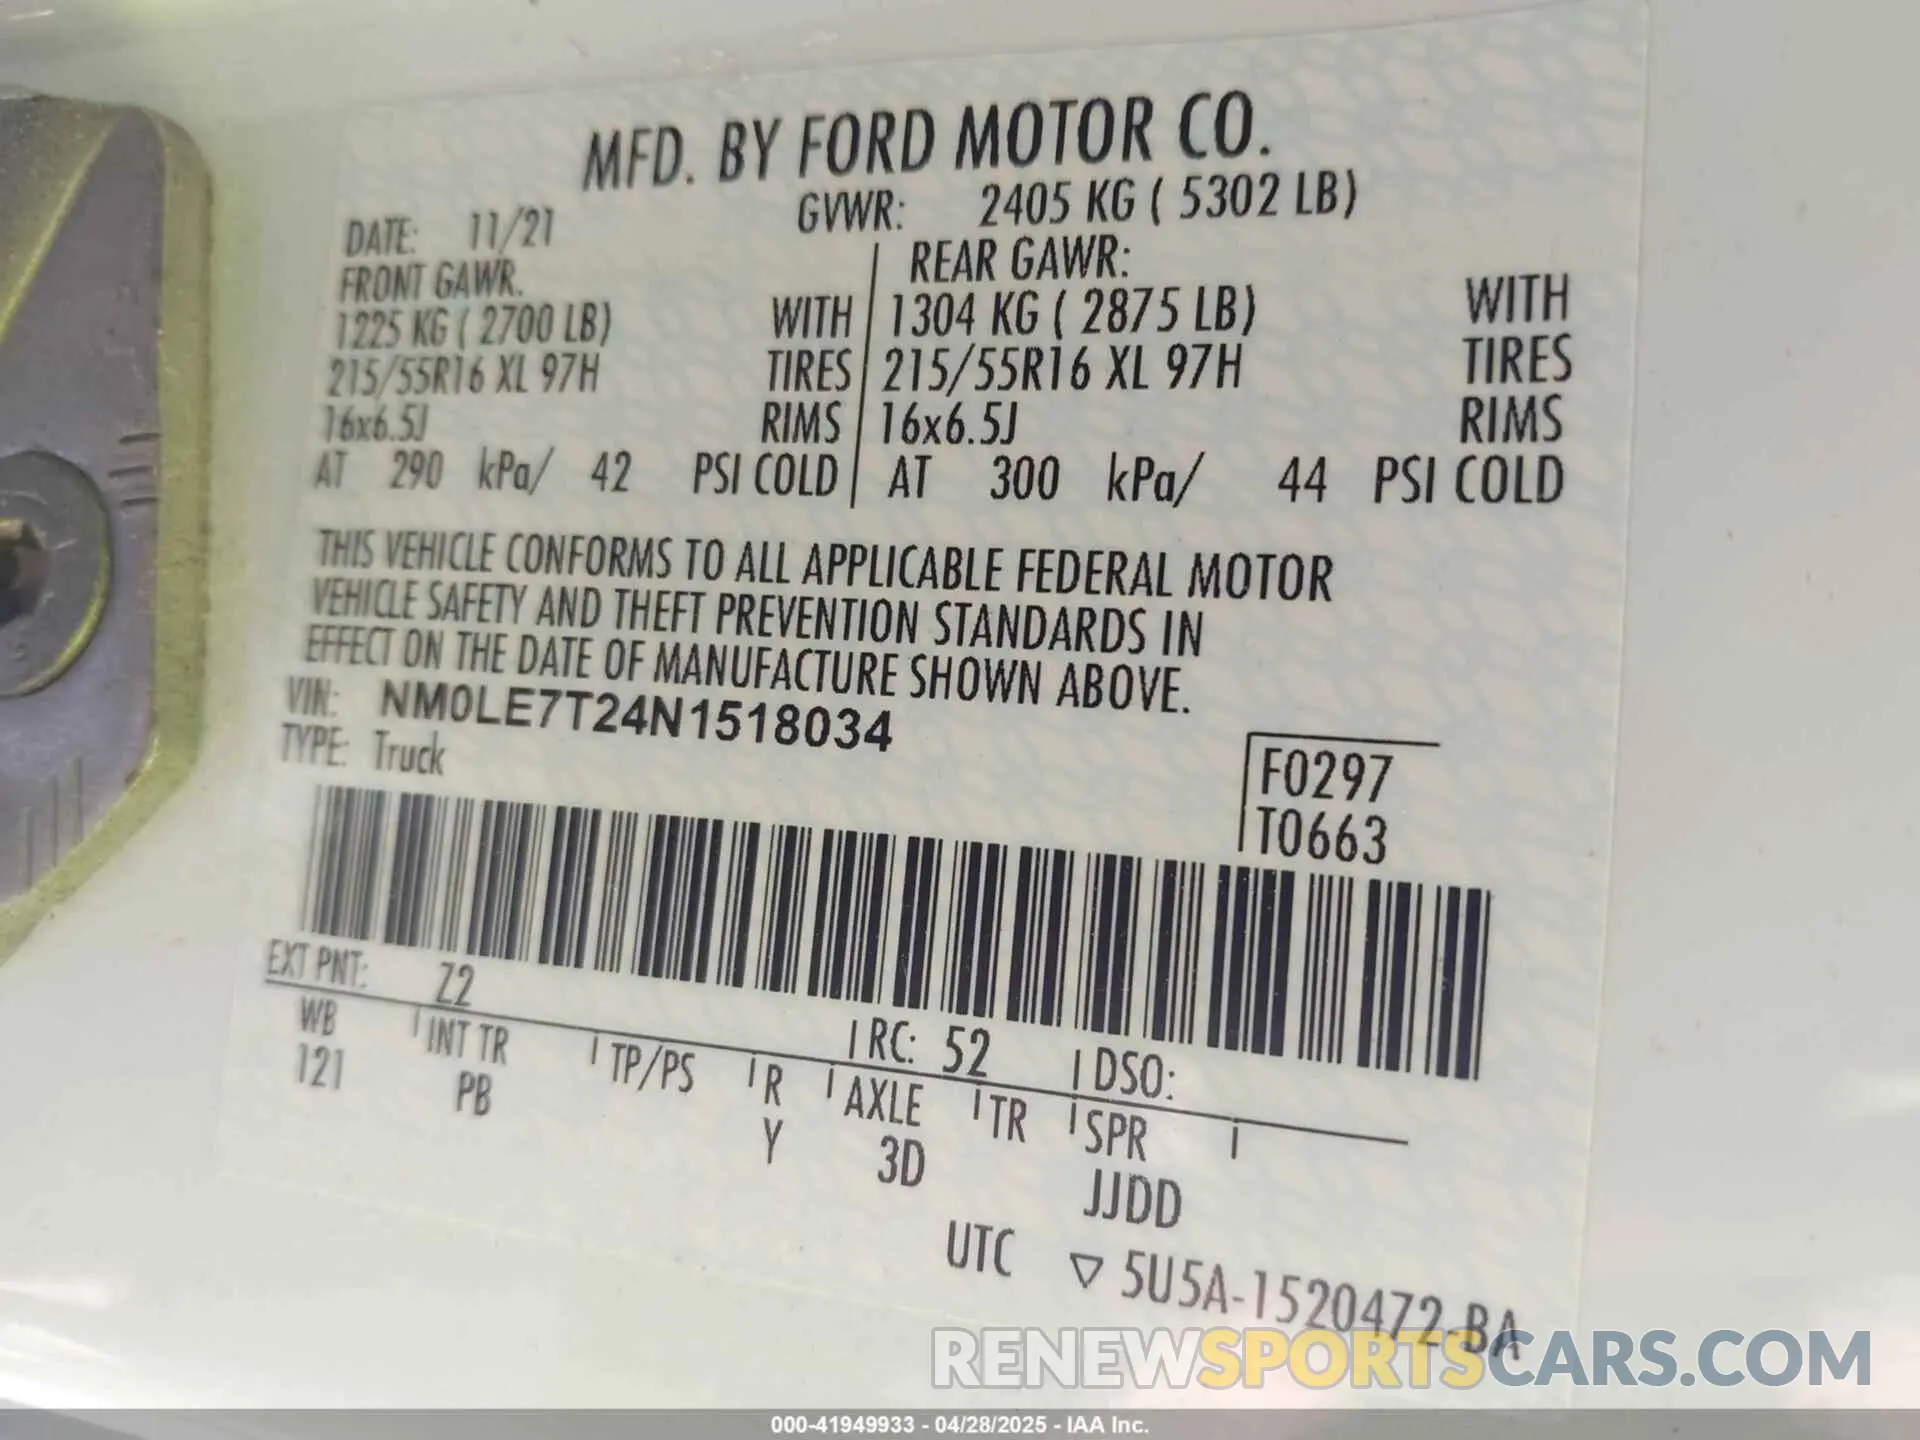 MFD. BY FORD MOTOR CO.
DATE: 11/21 GVWR: 2405 KG ( 5302 LB)
FRONT GAWR: REAR GAWR:
1225 KG ( 2700 LB) WITH 1304 KG ( 2875 LB) WITH
215/55R16 XL 97H TIRES 215/55R16 XL 97H TIRES
16x6.5J RIMS 16x6.5J RIMS
AT 290 kPa/ 42 PSI COLD AT 300 kPa/ 44 PSI COLD
THIS VEHICLE CONFORMS TO ALL APPLICABLE FEDERAL MOTOR
VEHICLE SAFETY AND THEFT PREVENTION STANDARDS IN
EFFECT ON THE DATE OF MANUFACTURE SHOWN ABOVE.
VIN: NM0LE7T24N1518034
TYPE: Truck
F0297
T0663
EXT PNT: Z2 RC: 52 DSO:
WB INT TR TP/PS R AXLE TR SPR
121 PB Y 3D JJDD
UTC ▽ 5U5A-1520472-BA
RENEWSPORTSCARS.COM
000-41949933 - 04/28/2025 - IAA Inc.